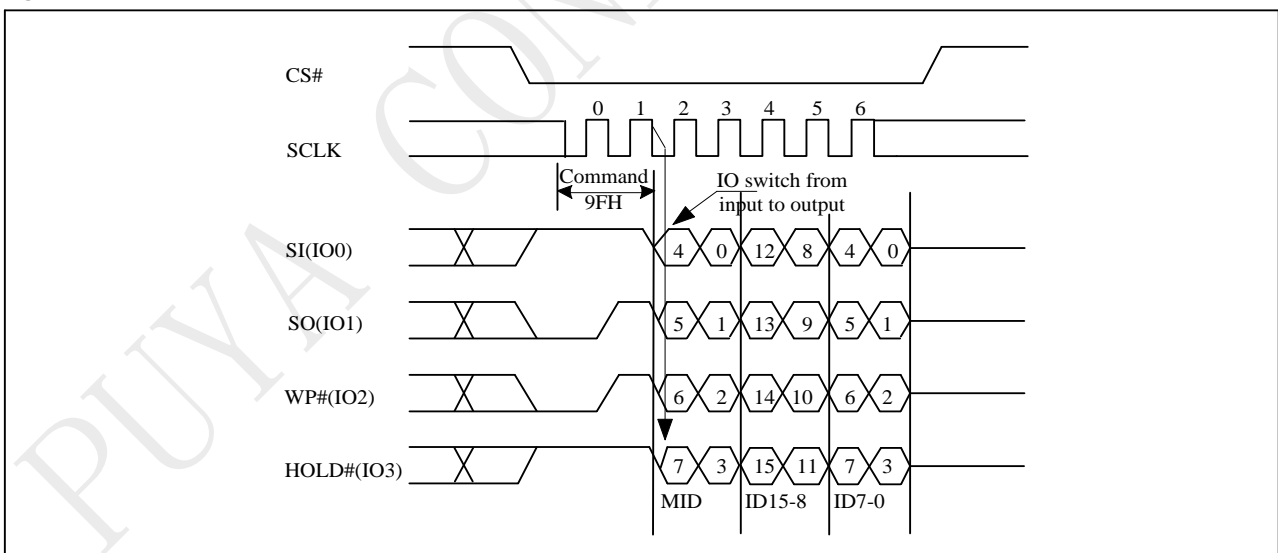 CS#
0 1 2 3 4 5 6
SCLK
Command
9FH
IO switch from
input to output
SI(IO0)
4 0 12 8 4 0
SO(IO1)
5 1 13 9 5 1
WP#(IO2)
6 2 14 10 6 2
HOLD#(IO3)
7 3 15 11 7 3
MID ID15-8 ID7-0
PUYA